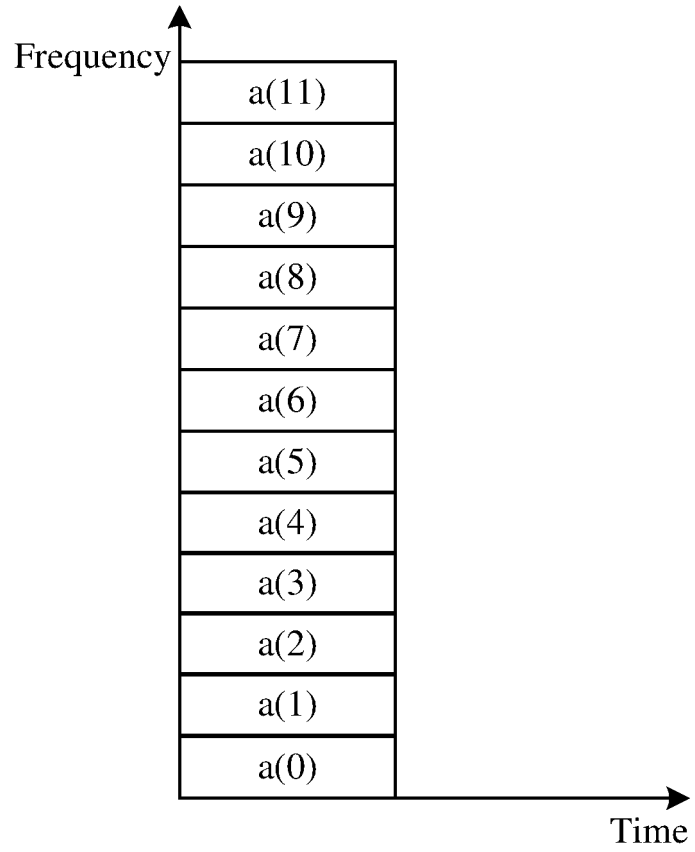 Frequency
a(11)
a(10)
a(9)
a(8)
a(7)
a(6)
a(5)
a(4)
a(3)
a(2)
a(1)
a(0)
Time